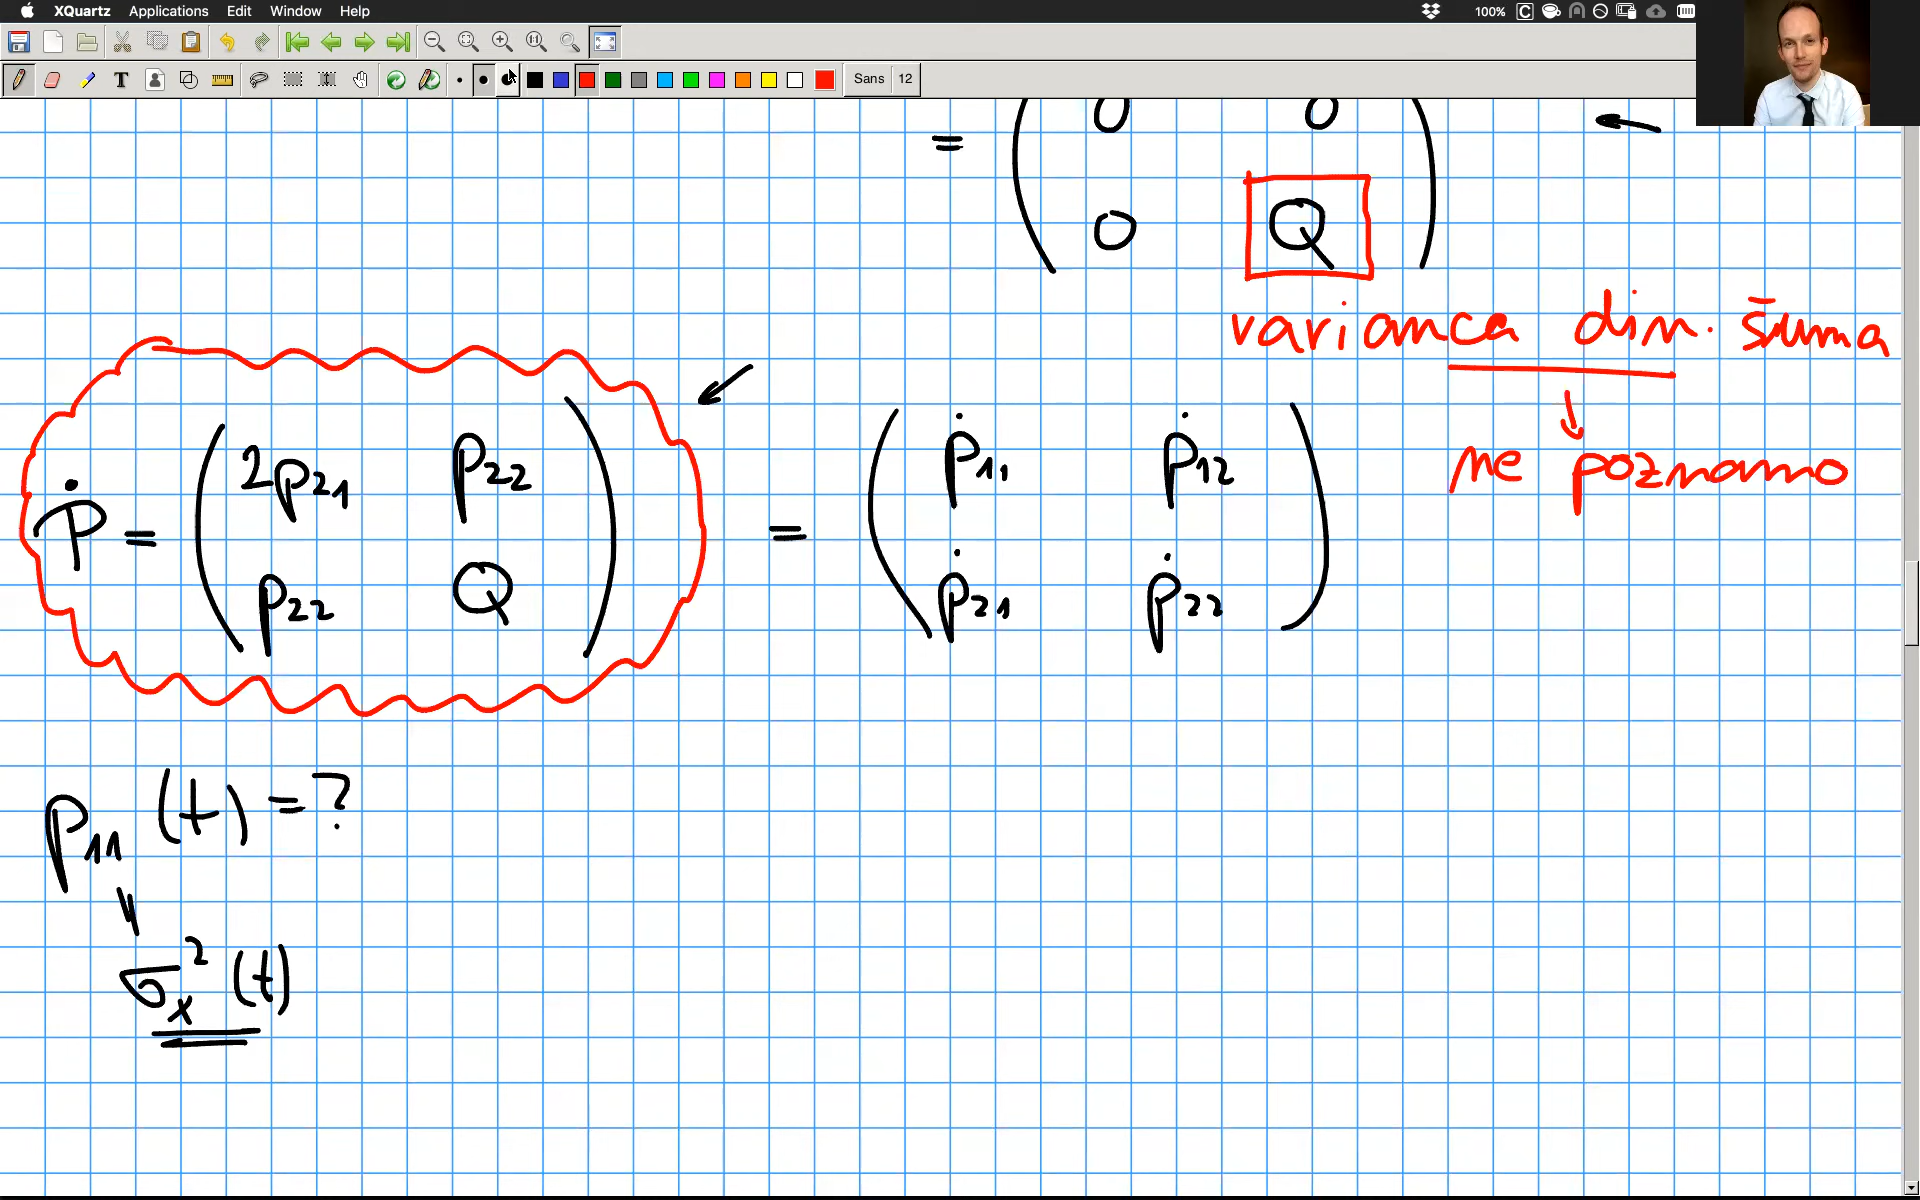 XQuartz Applications Edit Window Help
100%
Sans 12
= ( 0 0
0 Q )
varianca din. šuma
ne poznamo
Ṗ = ( 2p₂₁ p₂₂
p₂₂ Q )
= ( ṗ₁₁ ṗ₁₂
ṗ₂₁ ṗ₂₂ )
p₁₁ (t) = ?
σₓ² (t)